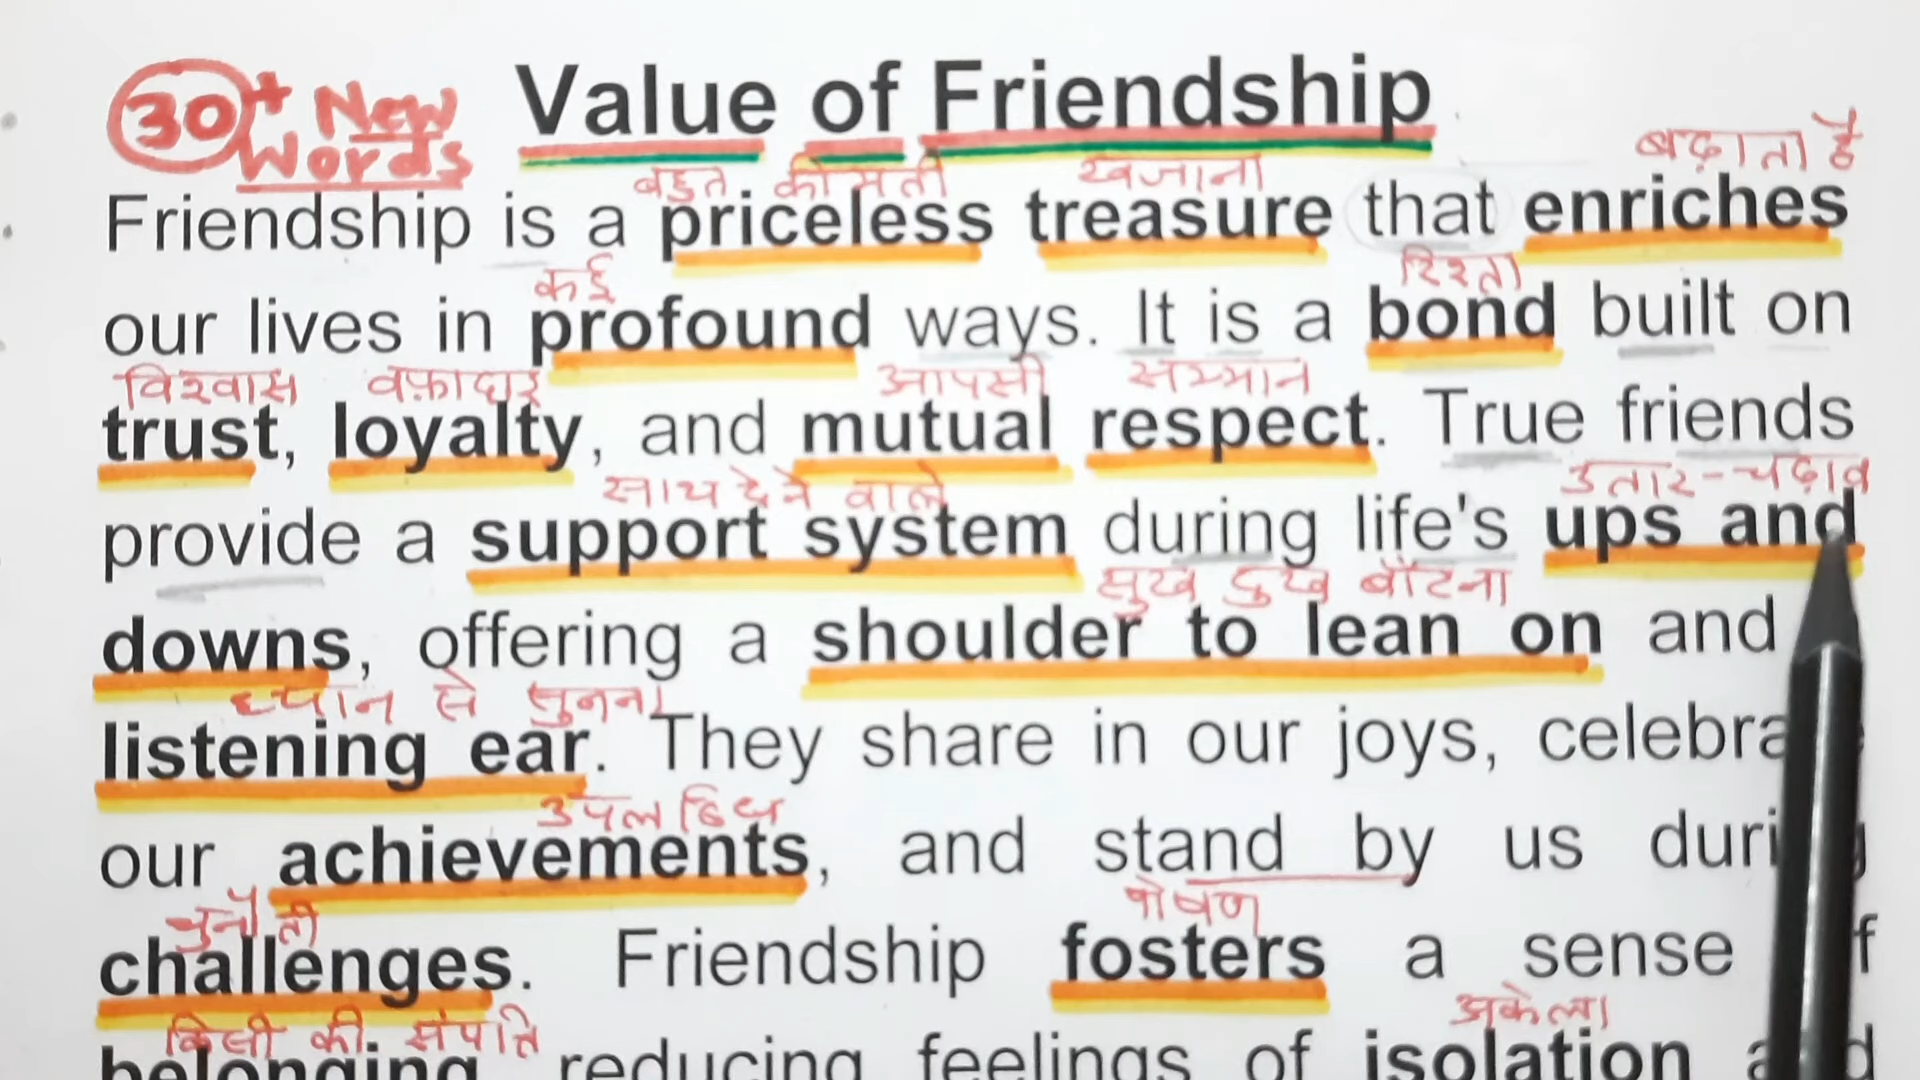 30+ New Words
Value of Friendship
बढ़ाता है
बहुत कीमती खजाना
Friendship is a priceless treasure that enriches
कई रिश्ता
our lives in profound ways. It is a bond built on
विश्वास वफ़ादार आपसी सम्मान
trust, loyalty, and mutual respect. True friends
साथ देने वाले उतार-चढ़ाव
provide a support system during life's ups and
सुख दुख बाँटना
downs, offering a shoulder to lean on and
ध्यान से सुनना
listening ear. They share in our joys,
उपलब्धि
our achievements, and stand by us
चुनौती पोषण
challenges. Friendship fosters a sense
किसी की संपत्ति अकेला
belonging, reducing feelings of isolation